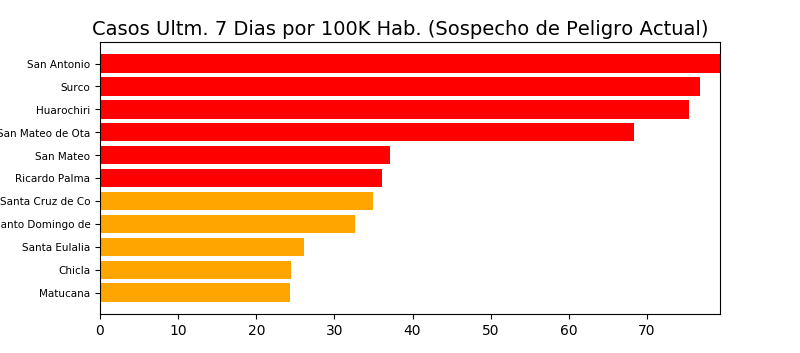 Casos Ultm. 7 Dias por 100K Hab. (Sospecho de Peligro Actual)
San Antonio
Surco
Huarochiri
San Mateo de Ota
San Mateo
Ricardo Palma
Santa Cruz de Co
anto Domingo de
Santa Eulalia
Chicla
Matucana
0 10 20 30 40 50 60 70